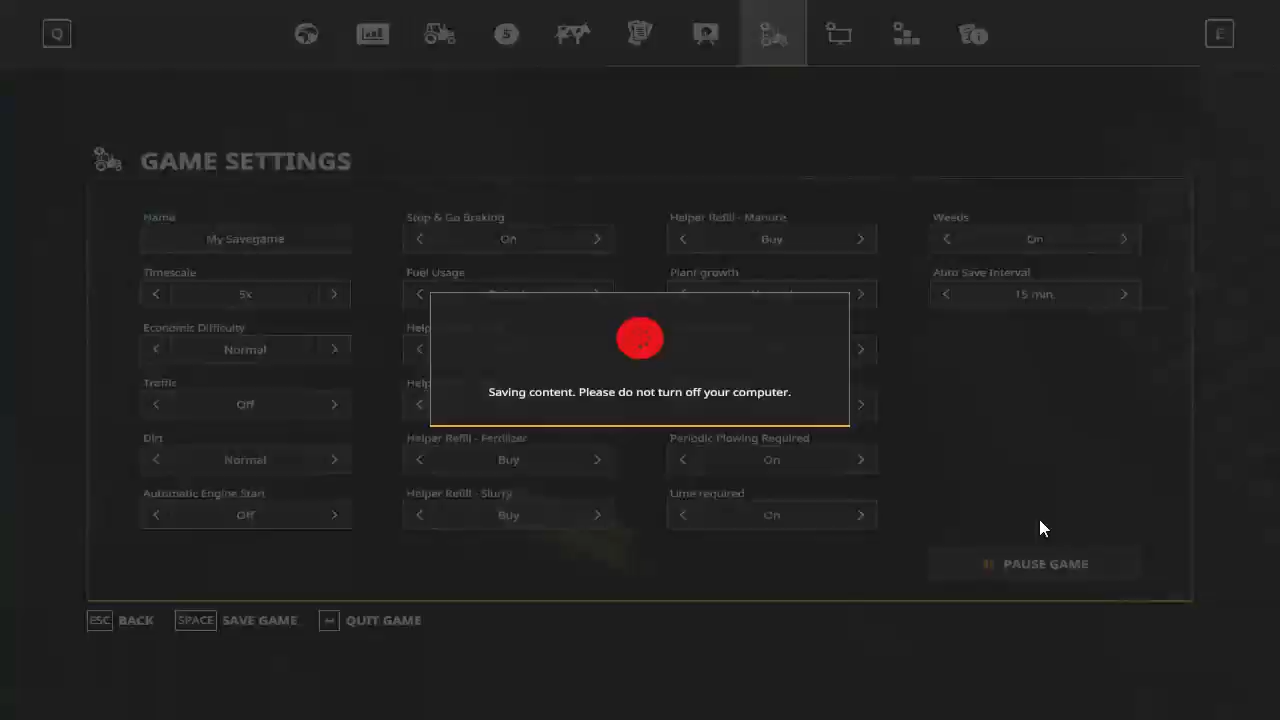 Q
E
GAME SETTINGS
Name
My Savegame
Stop & Go Braking
On
Helper Refill - Manure
Buy
Weeds
On
Timescale
5x
Fuel Usage
Plant growth
Auto Save Interval
15 min.
Economic Difficulty
Normal
Help
Traffic
Off
Help
Saving content. Please do not turn off your computer.
Dirt
Normal
Helper Refill - Fertilizer
Buy
Periodic Plowing Required
On
Automatic Engine Start
Off
Helper Refill - Slurry
Buy
Lime required
On
PAUSE GAME
ESC BACK SPACE SAVE GAME QUIT GAME